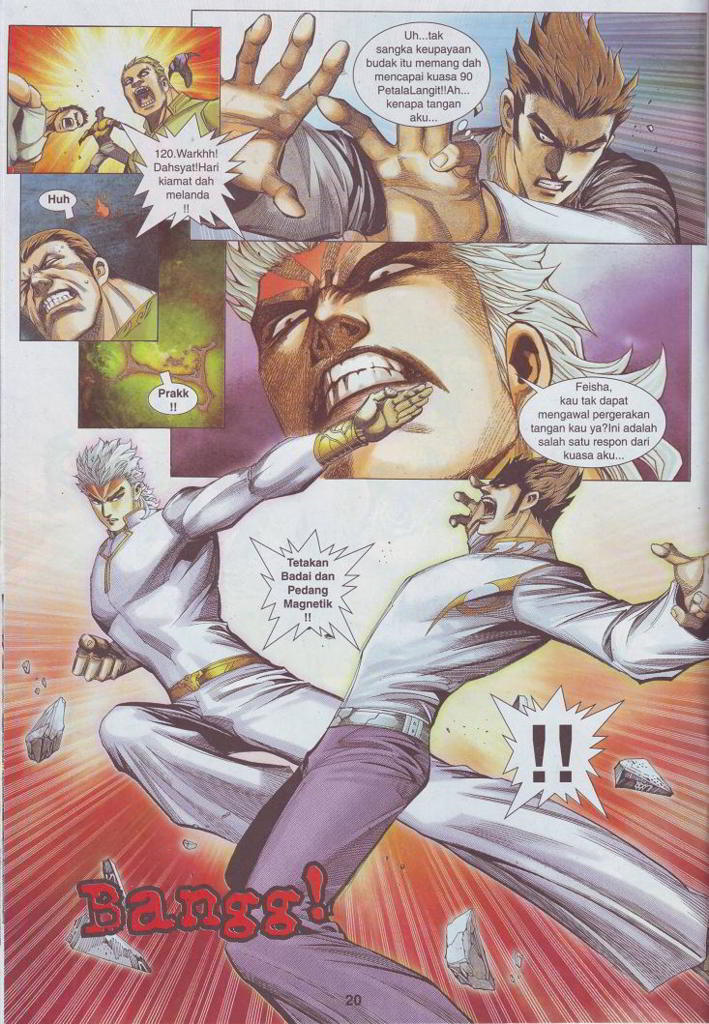 Uh...tak
sangka keupayaan
budak itu memang dah
mencapai kuasa 90
PetalaLangit!!Ah...
kenapa tangan
aku...
120.Warkhh!
Dahsyat!Hari
kiamat dah
melanda
!!
Huh
Prakk
!!
Feisha,
kau tak dapat
mengawal pergerakan
tangan kau ya?Ini adalah
salah satu respon dari
kuasa aku...
Tetakan
Badai dan
Pedang
Magnetik
!!
!!
Bangg!
20